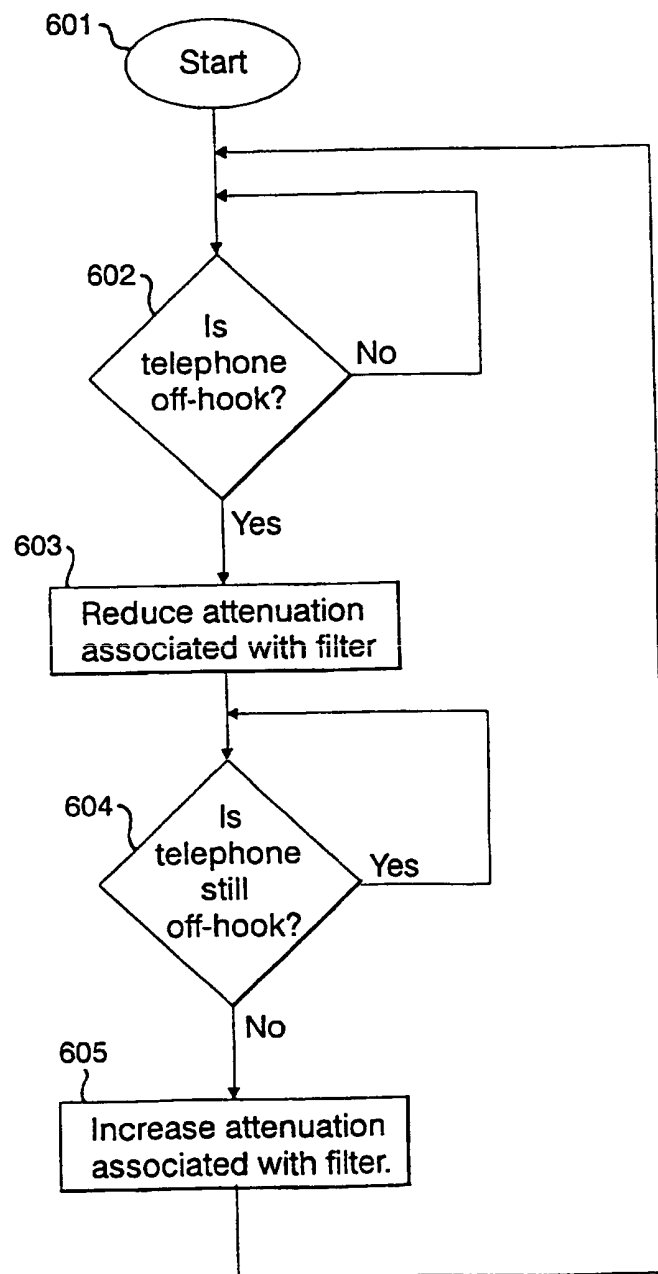 601
Start
602
Is
telephone
off-hook?
No
Yes
603
Reduce attenuation
associated with filter
604
Is
telephone
still
off-hook?
Yes
No
605
Increase attenuation
associated with filter.